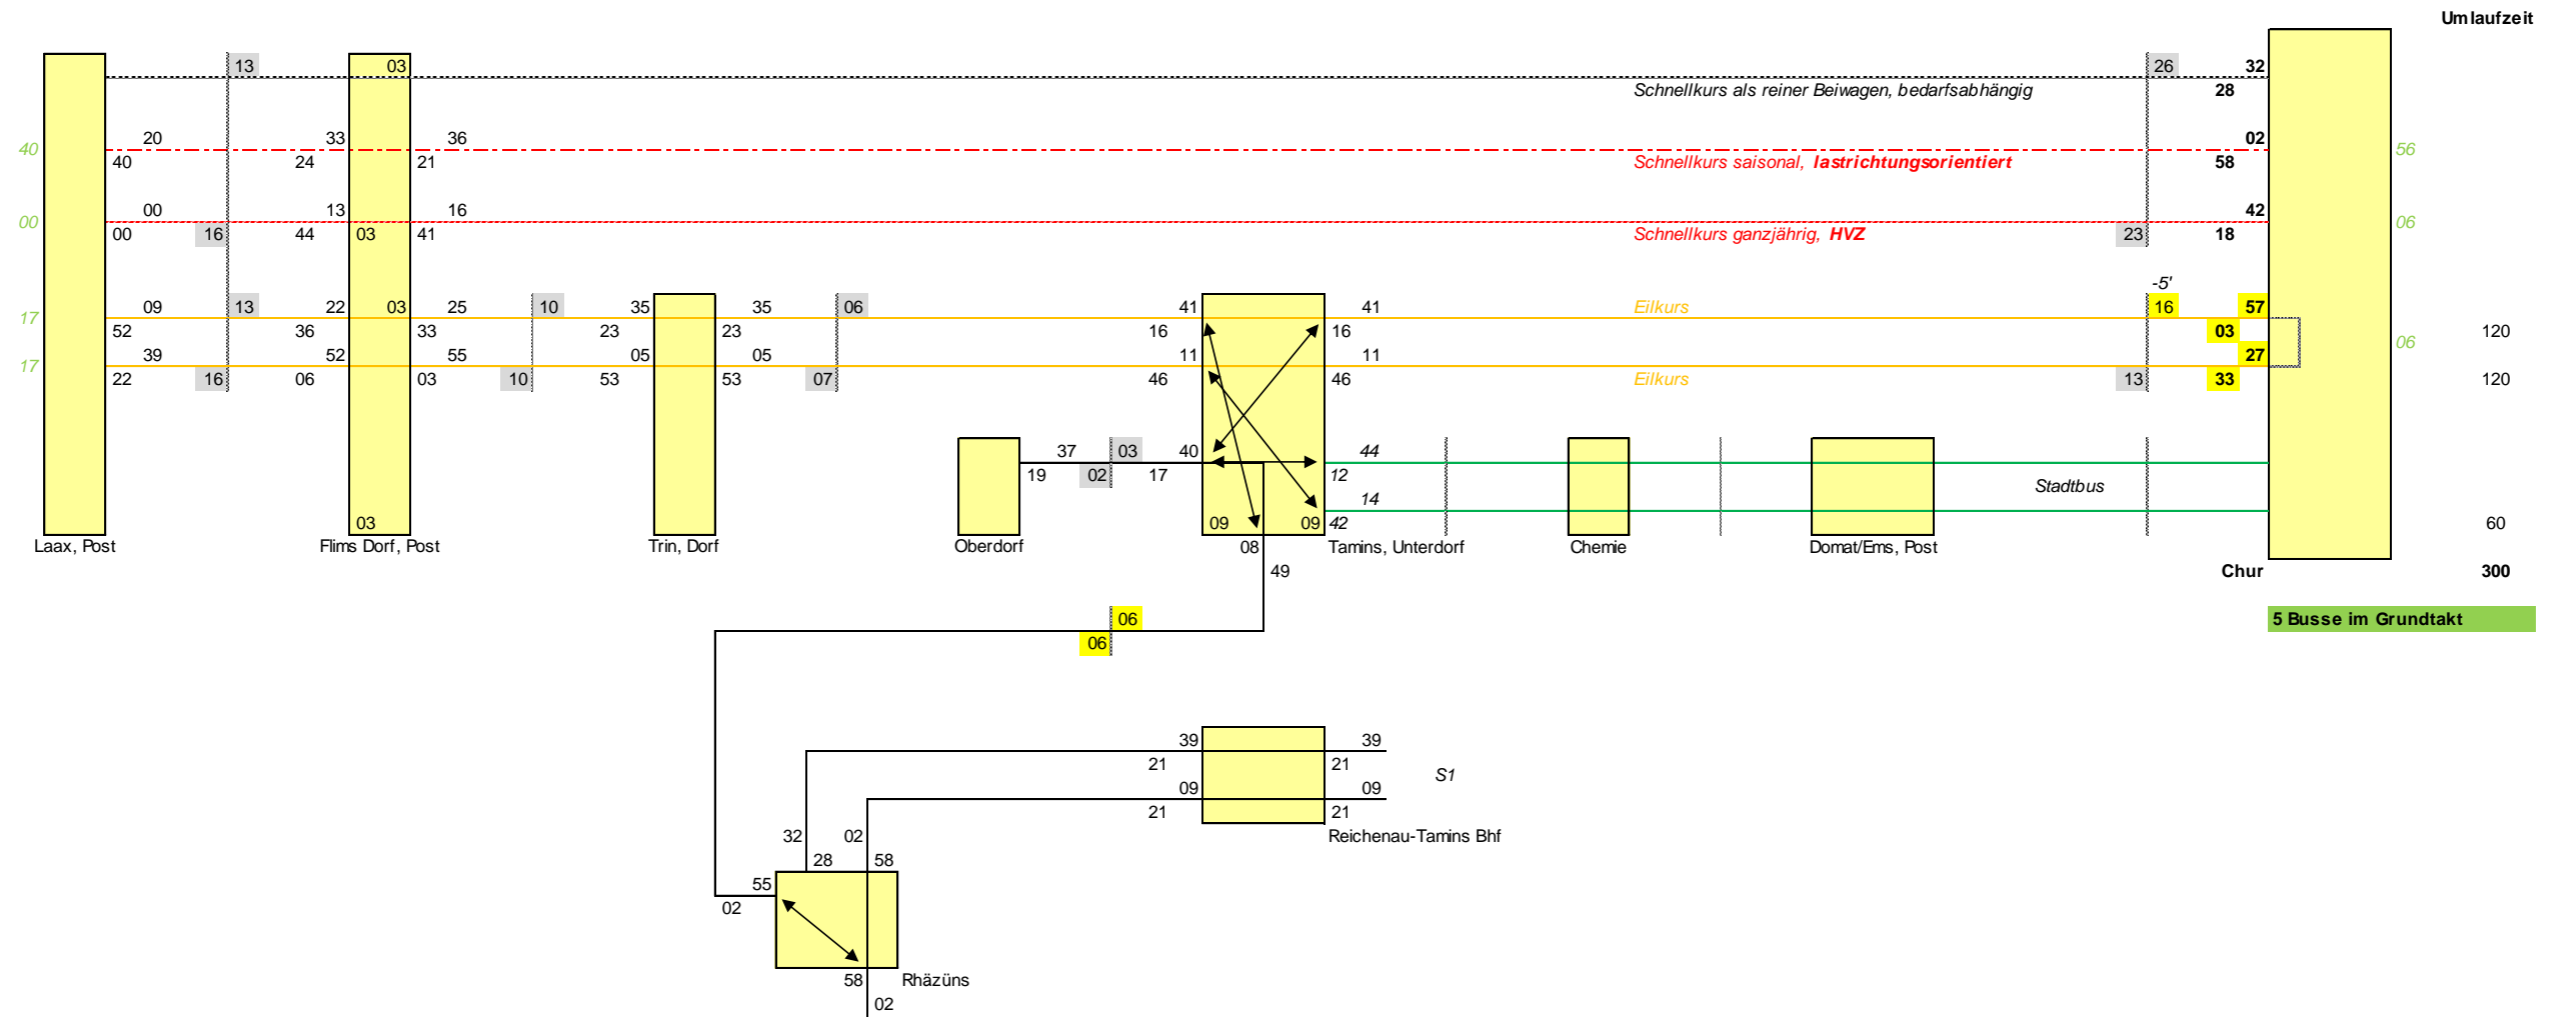 Umlaufzeit
13 03 26 32
Schnellkurs als reiner Beiwagen, bedarfsabhängig 28
20 33 36 02
40 56
40 24 21 Schnellkurs saisonal, lastrichtungsorientiert 58
00 13 16 42
00 06
00 16 44 03 41 Schnellkurs ganzjährig, HVZ 23 18
-5'
09 13 22 03 25 10 35 35 06 41 41 Eilkurs 16 57
17
52 36 33 23 23 16 16 03 120
06
39 52 55 05 05 11 11 27
17
22 16 06 03 10 53 53 07 46 46 Eilkurs 13 33 120
37 03 40 44
19 02 17 12
Stadtbus
14
03 09 09 42 60
Laax, Post Flims Dorf, Post Trin, Dorf Oberdorf 08 Tamins, Unterdorf Chemie Domat/Ems, Post
49 Chur 300
06 5 Busse im Grundtakt
06
39 39
21 21
S1
09 09
21 21
32 02 Reichenau-Tamins Bhf
28 58
55
02
58 Rhäzüns
02